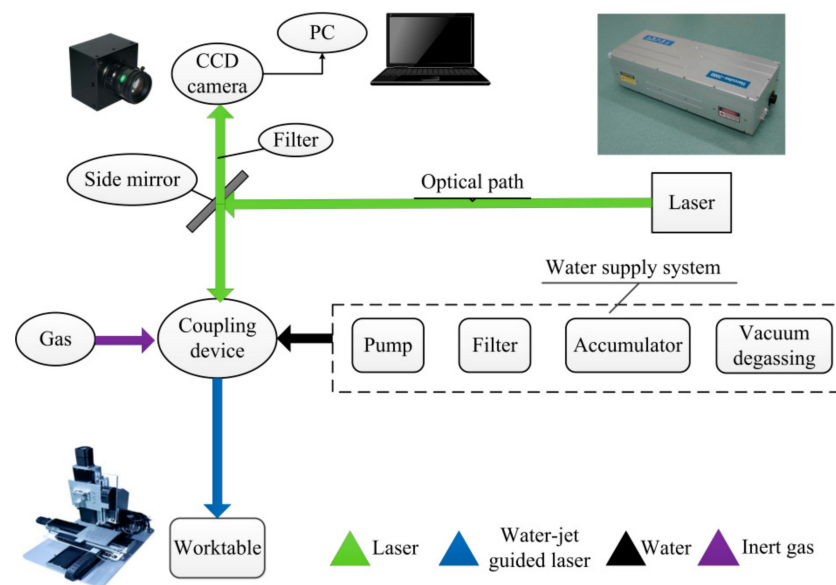 PC
CCD
camera
Filter
Side mirror
Optical path
Laser
Water supply system
Gas
Coupling
device
Pump
Filter
Accumulator
Vacuum
degassing
Worktable
Laser
Water-jet
guided laser
Water
Inert gas